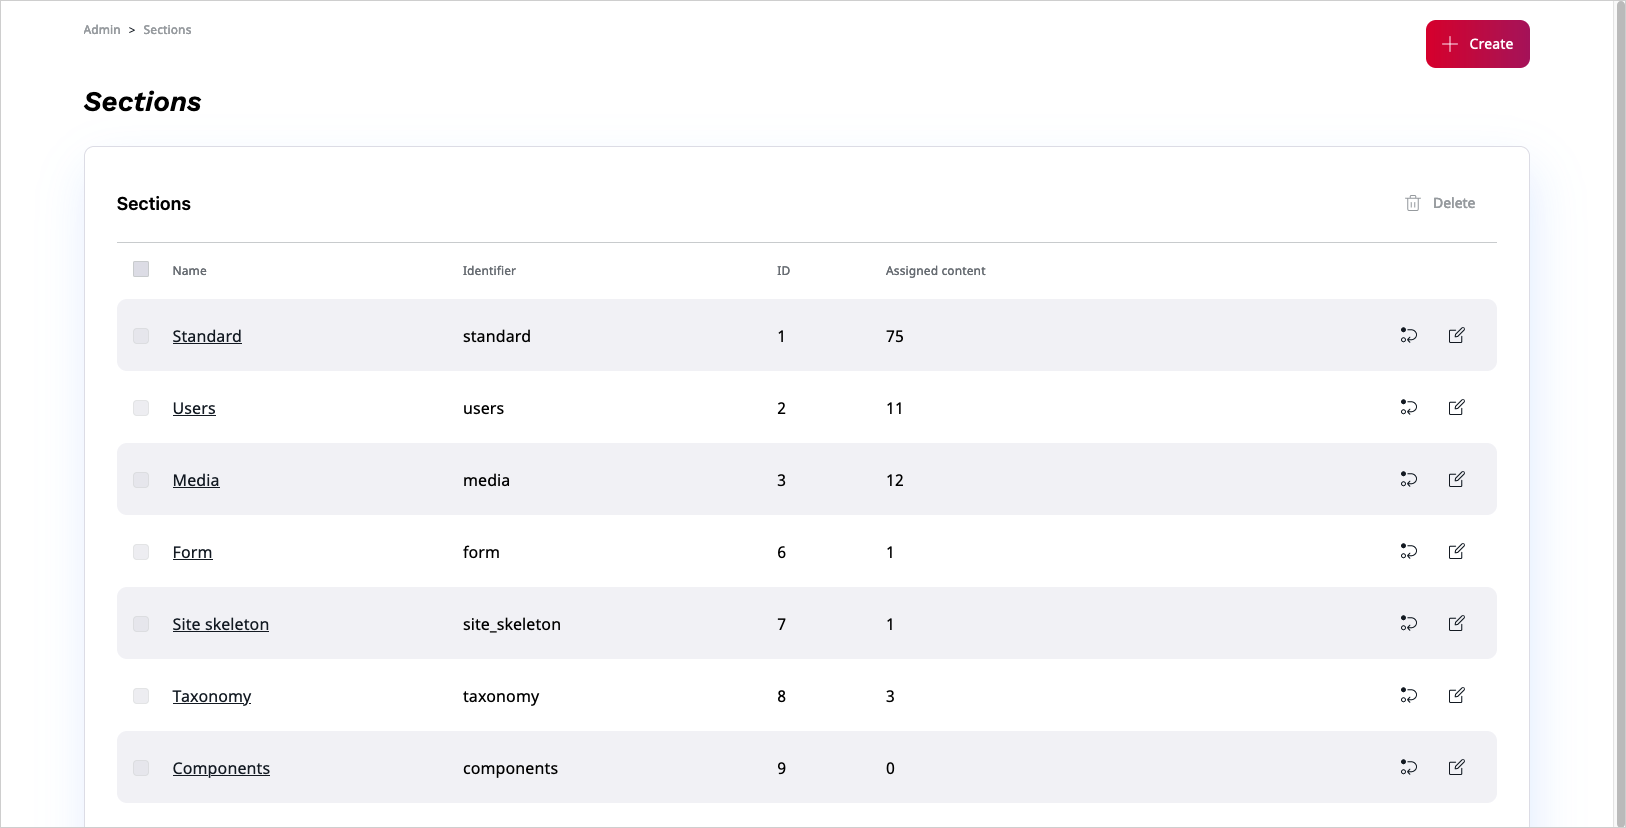 Admin > Sections
Create
Sections
Sections
Delete
Name Identifier ID Assigned content
Standard standard 1 75
Users users 2 11
Media media 3 12
Form form 6 1
Site skeleton site_skeleton 7 1
Taxonomy taxonomy 8 3
Components components 9 0